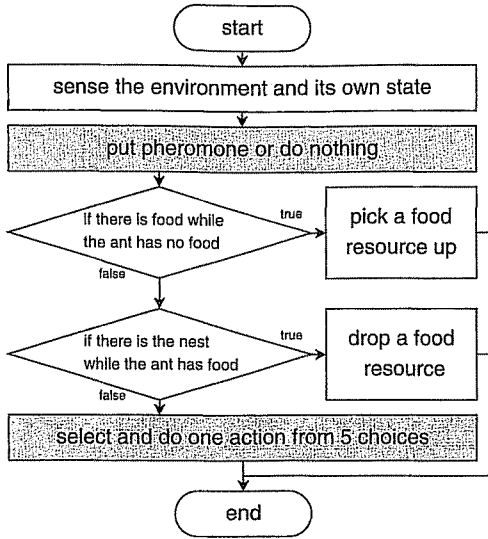 start
sense the environment and its own state
put pheromone or do nothing
if there is food while
the ant has no food
true
pick a food
resource up
false
if there is the nest
while the ant has food
true
drop a food
resource
false
select and do one action from 5 choices
end